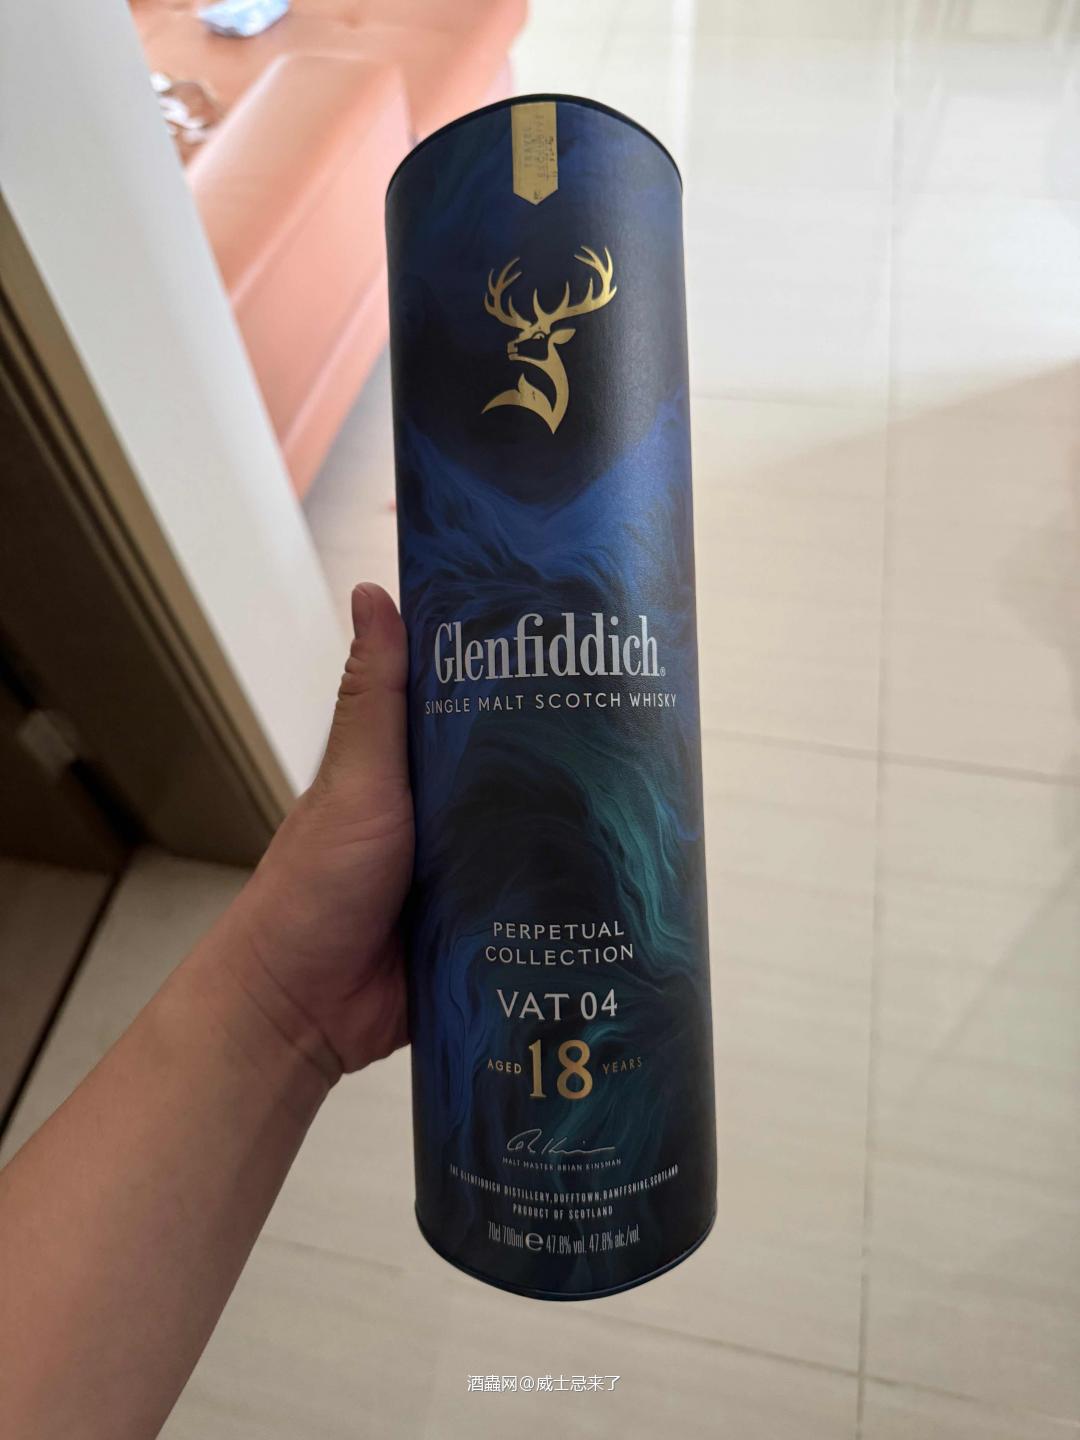 TRAVEL
EXCLUSIVE
Glenfiddich®
SINGLE MALT SCOTCH WHISKY
PERPETUAL
COLLECTION
VAT 04
AGED 18 YEARS
MALT MASTER BRIAN KINSMAN
THE GLENFIDDICH DISTILLERY, DUFFTOWN, BANFFSHIRE, SCOTLAND
PRODUCT OF SCOTLAND
70cl 700ml e 47.8% vol. 47.8% alc./vol.
酒蟲网@威士忌来了